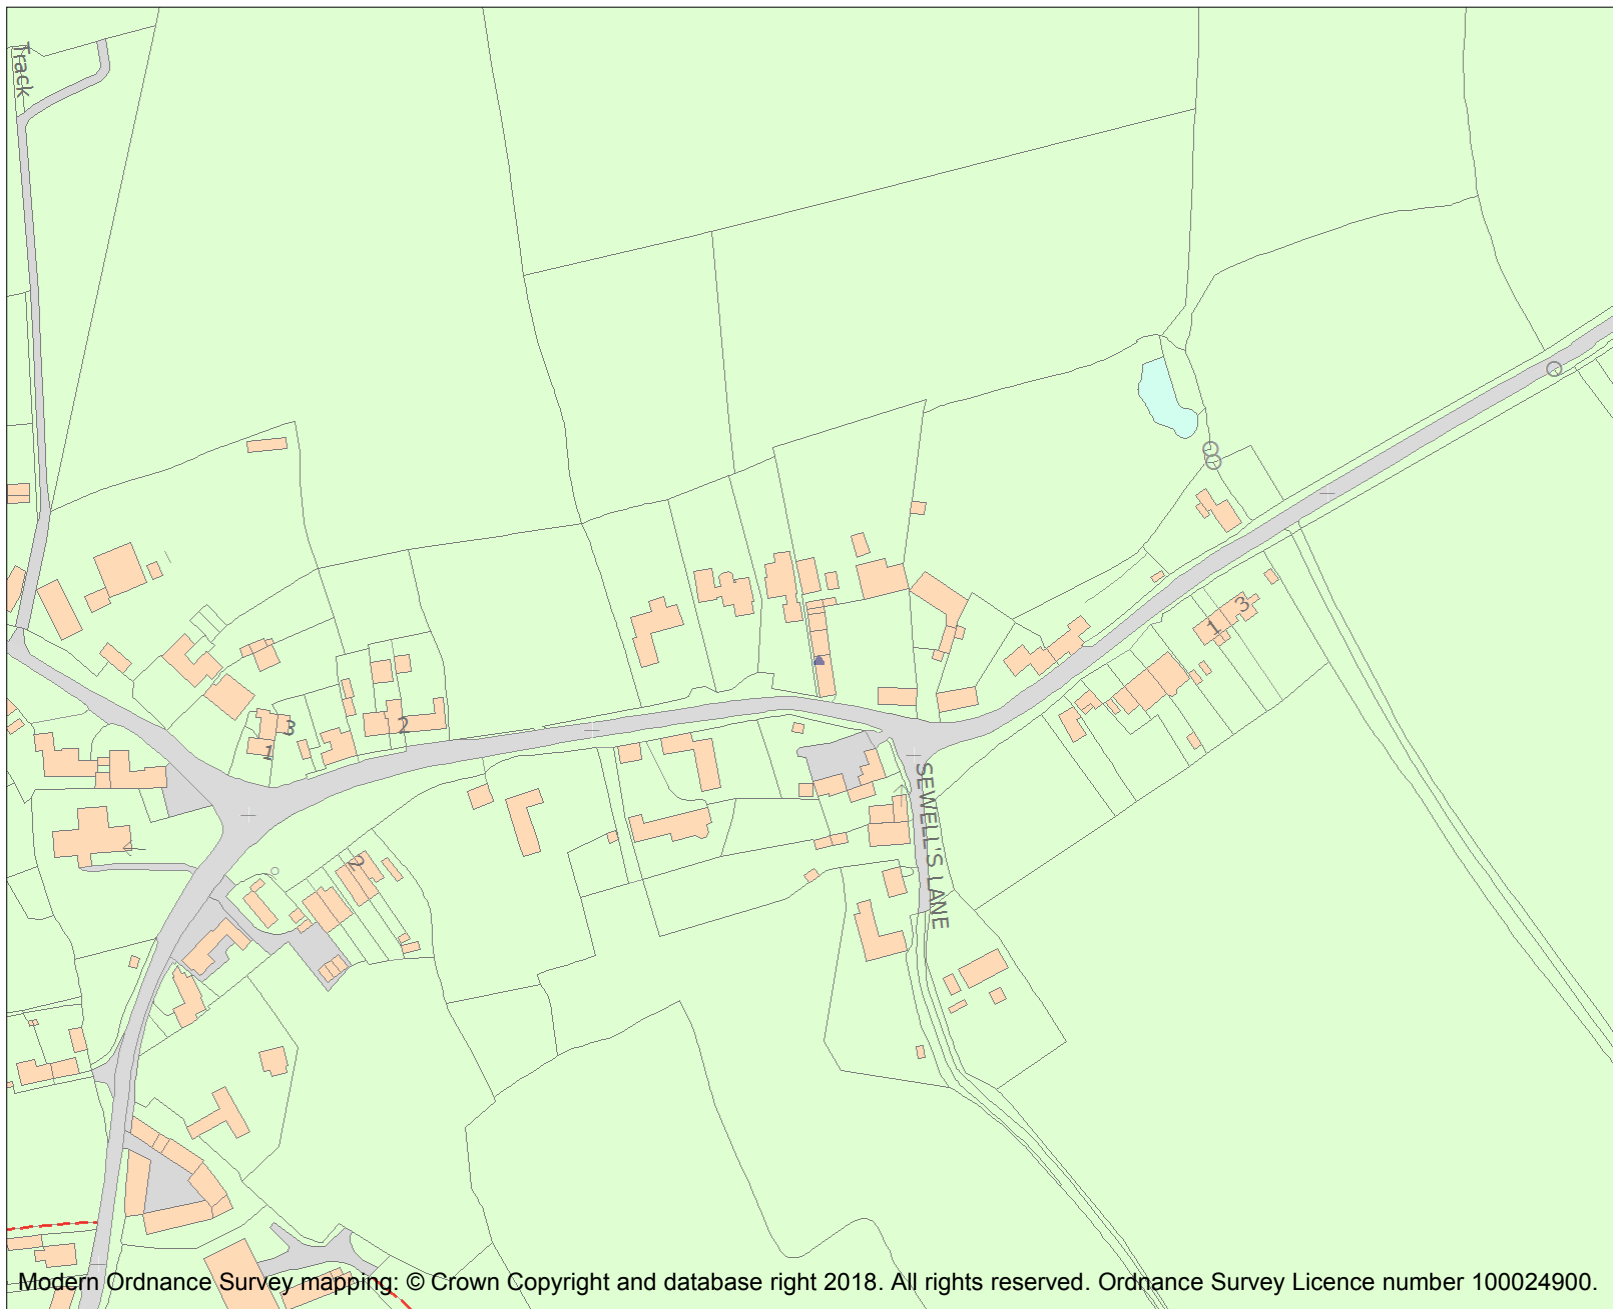 Track
3
1
2
3
1
SEWELL'S LANE
2
Modern Ordnance Survey mapping: © Crown Copyright and database right 2018. All rights reserved. Ordnance Survey Licence number 100024900.